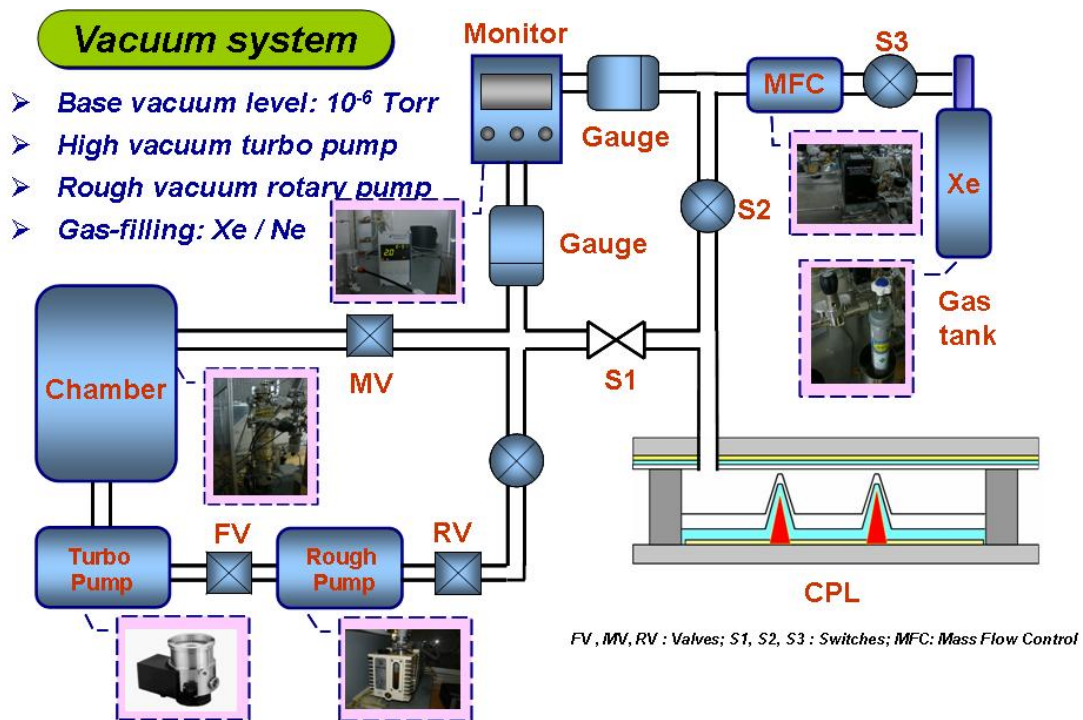 Vacuum system
➢ Base vacuum level: 10⁻⁶ Torr
➢ High vacuum turbo pump
➢ Rough vacuum rotary pump
➢ Gas-filling: Xe / Ne
Monitor
Gauge
MFC
S3
Xe
Gas
tank
S2
Gauge
Chamber
MV
S1
Turbo
Pump
FV
Rough
Pump
RV
CPL
FV , MV, RV : Valves; S1, S2, S3 : Switches; MFC: Mass Flow Control